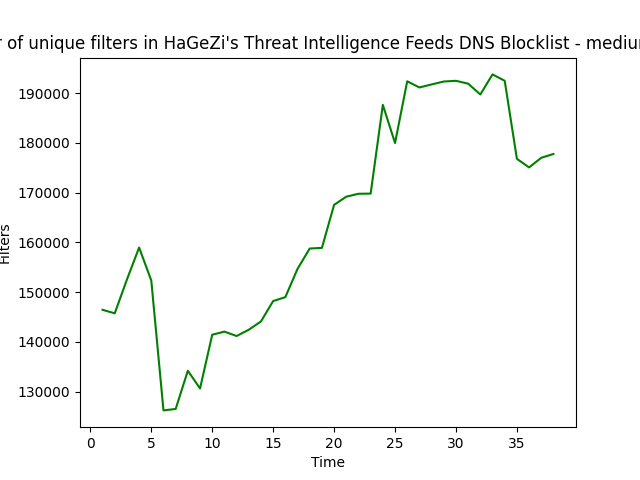 r of unique filters in HaGeZi's Threat Intelligence Feeds DNS Blocklist - mediu
190000
180000
170000
160000
150000
140000
130000
Filters
0 5 10 15 20 25 30 35
Time